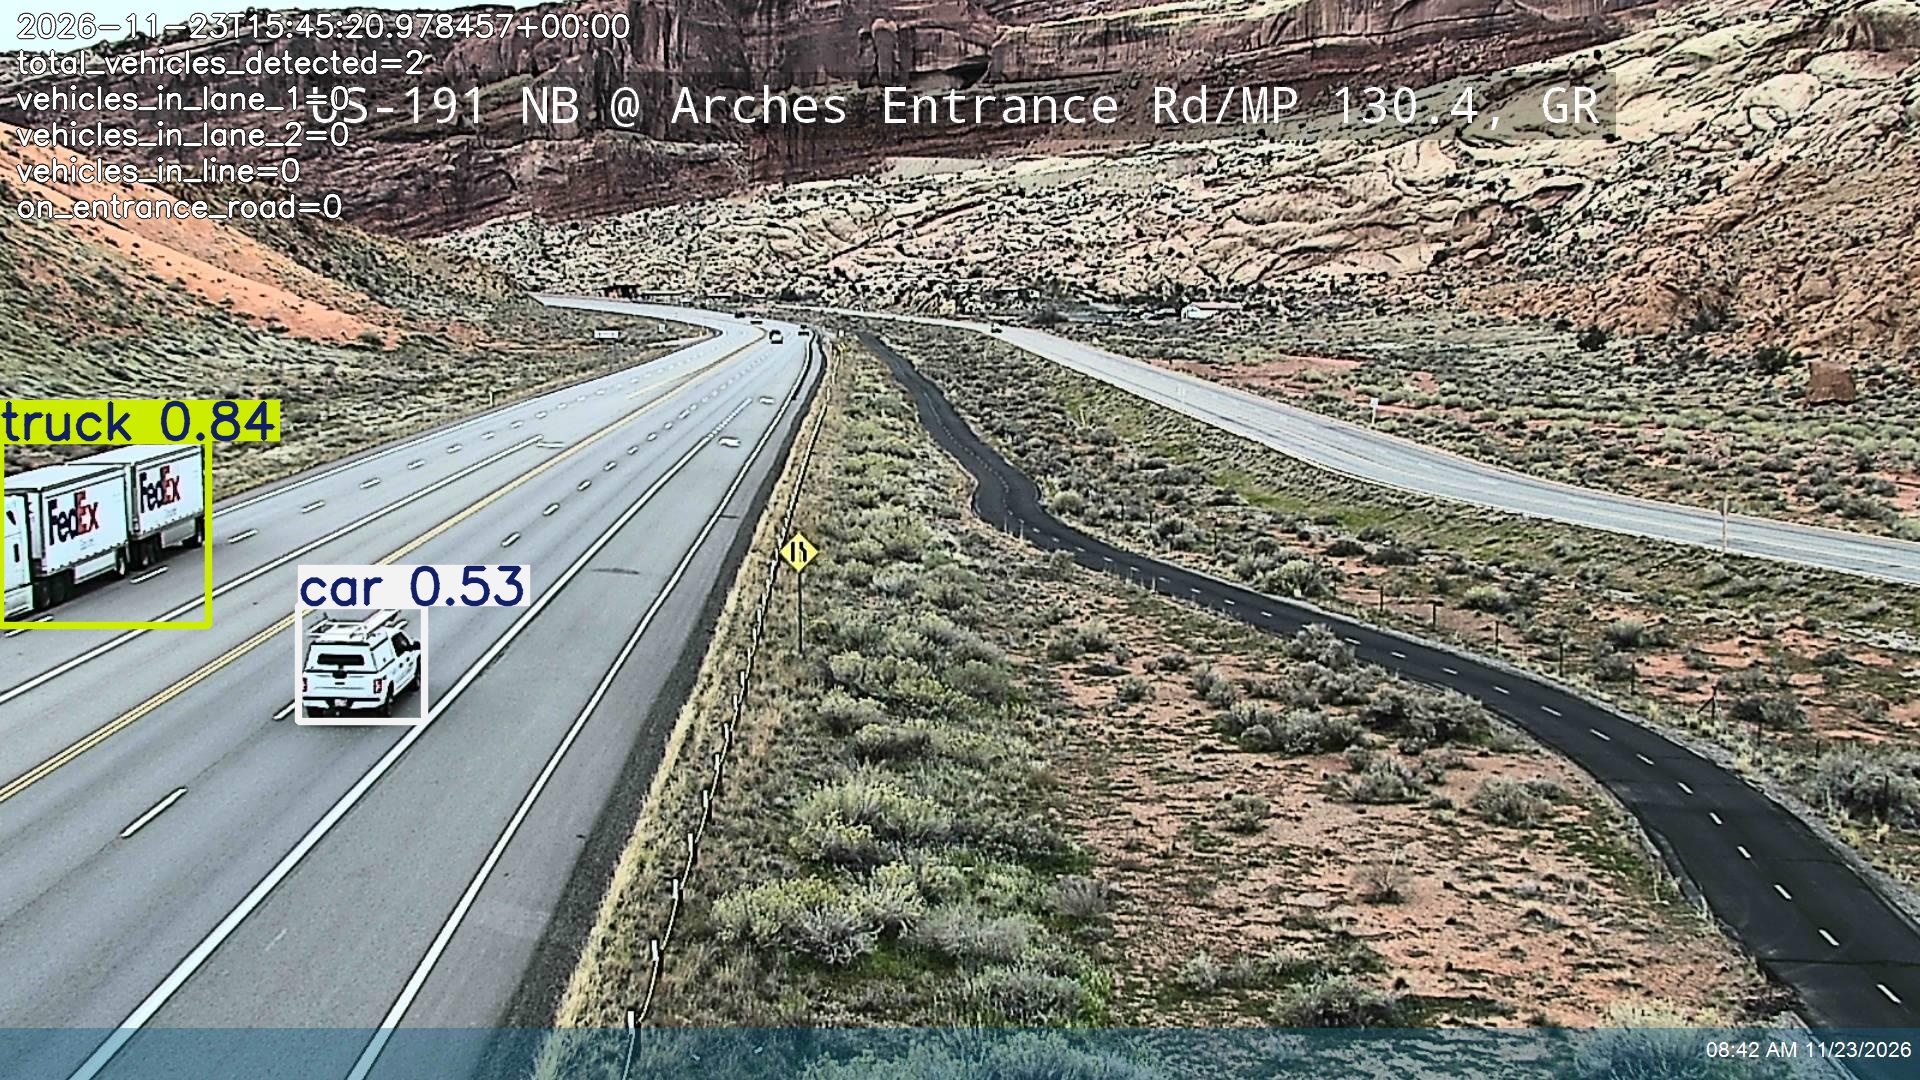 2026-11-23T15:45:20.978457+00:00
total_vehicles_detected=2
vehicles_in_lane_1=0
US-191 NB @ Arches Entrance Rd/MP 130.4, GR
vehicles_in_lane_2=0
vehicles_in_line=0
on_entrance_road=0
truck 0.84
FedEx
FedEx
car 0.53
08:42 AM 11/23/2026